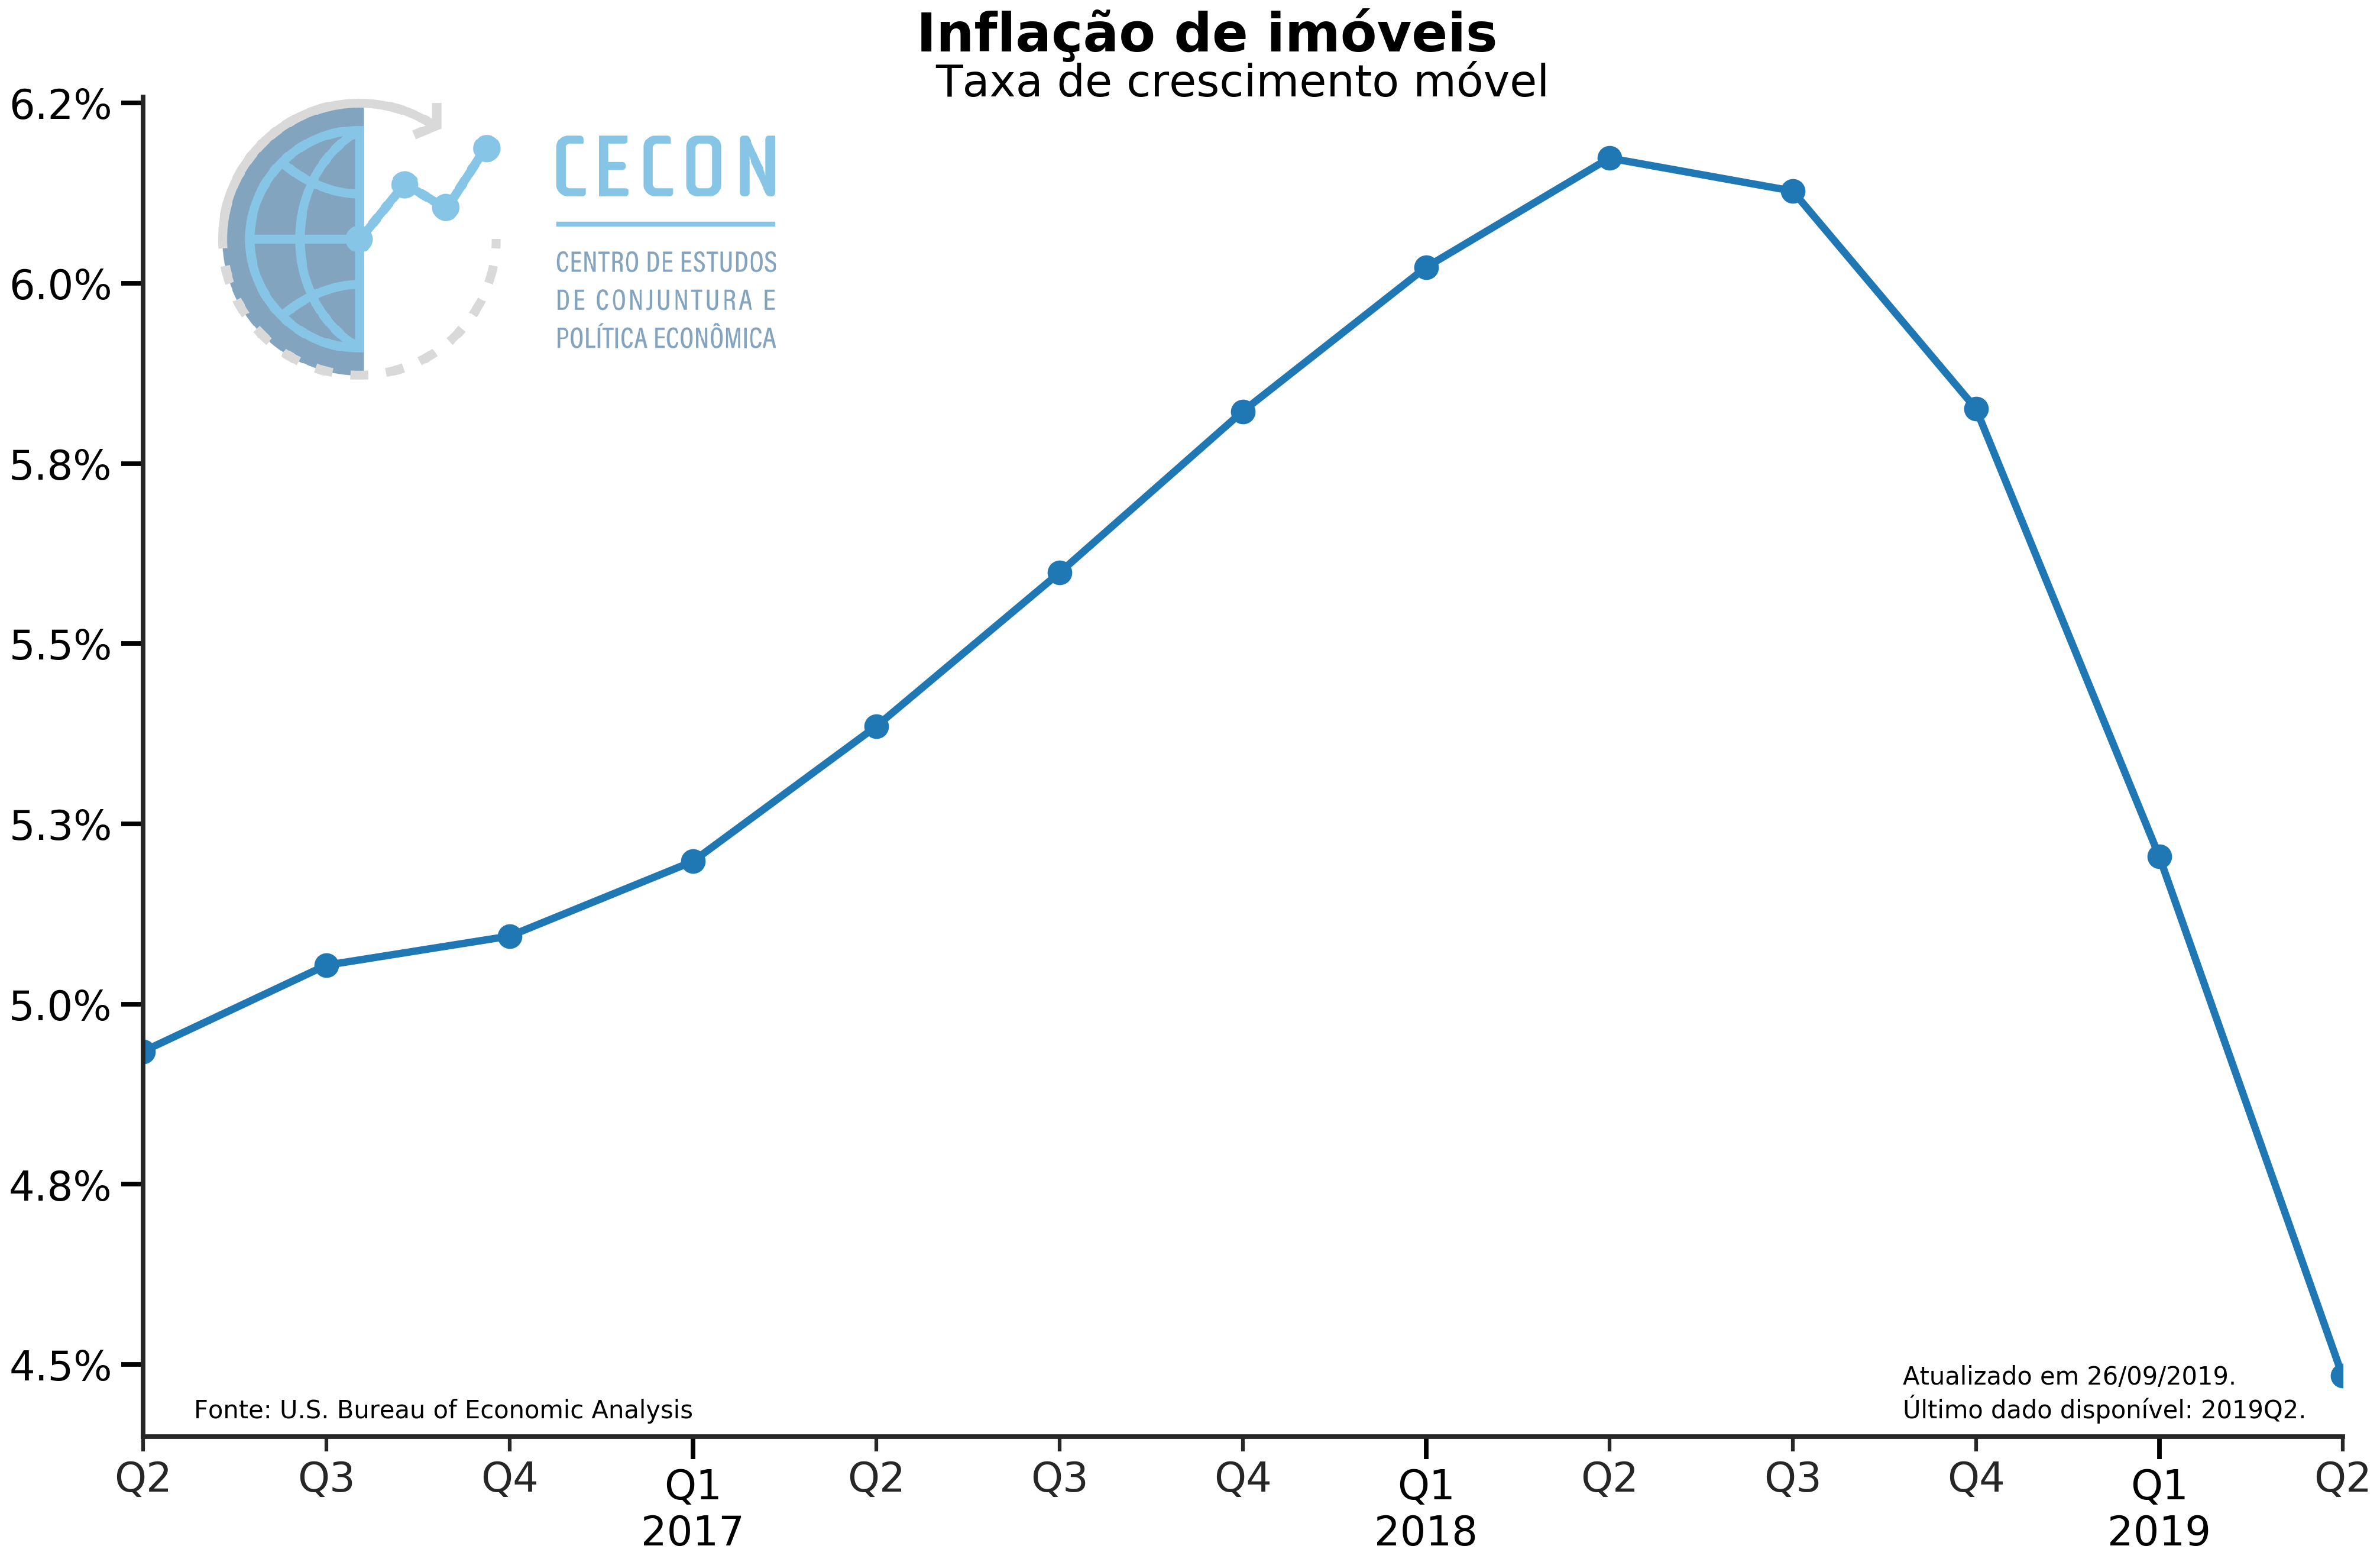 Inflação de imóveis
Taxa de crescimento móvel
6.2%
6.0%
5.8%
5.5%
5.3%
5.0%
4.8%
4.5%
CECON
CENTRO DE ESTUDOS
DE CONJUNTURA E
POLÍTICA ECONÔMICA
Atualizado em 26/09/2019.
Último dado disponível: 2019Q2.
Fonte: U.S. Bureau of Economic Analysis
Q2 Q3 Q4 Q1 Q2 Q3 Q4 Q1 Q2 Q3 Q4 Q1 Q2
2017 2018 2019